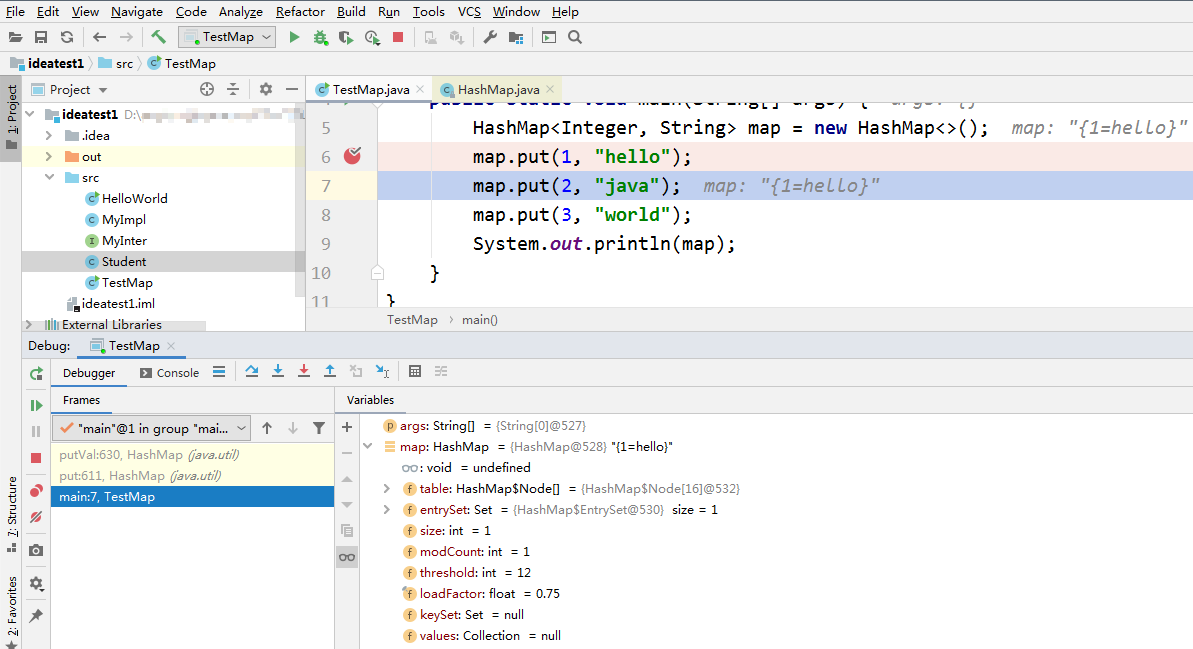 File Edit View Navigate Code Analyze Refactor Build Run Tools VCS Window Help
TestMap
ideatest1 src TestMap
1: Project
Project
ideatest1 D:\
.idea
out
src
HelloWorld
MyImpl
MyInter
Student
TestMap
ideatest1.iml
External Libraries
TestMap.java HashMap.java
public static void main(String[] args) { args: {}
5 HashMap<Integer, String> map = new HashMap<>(); map: "{1=hello}"
6 map.put(1, "hello");
7 map.put(2, "java"); map: "{1=hello}"
8 map.put(3, "world");
9 System.out.println(map);
10 }
11 }
TestMap main()
Debug: TestMap
Debugger Console
Frames
"main"@1 in group "mai...
putVal:630, HashMap (java.util)
put:611, HashMap (java.util)
main:7, TestMap
Variables
args: String[] = {String[0]@527}
map: HashMap = {HashMap@528} "{1=hello}"
: void = undefined
table: HashMap$Node[] = {HashMap$Node[16]@532}
entrySet: Set = {HashMap$EntrySet@530} size = 1
size: int = 1
modCount: int = 1
threshold: int = 12
loadFactor: float = 0.75
keySet: Set = null
values: Collection = null
7: Structure
2: Favorites